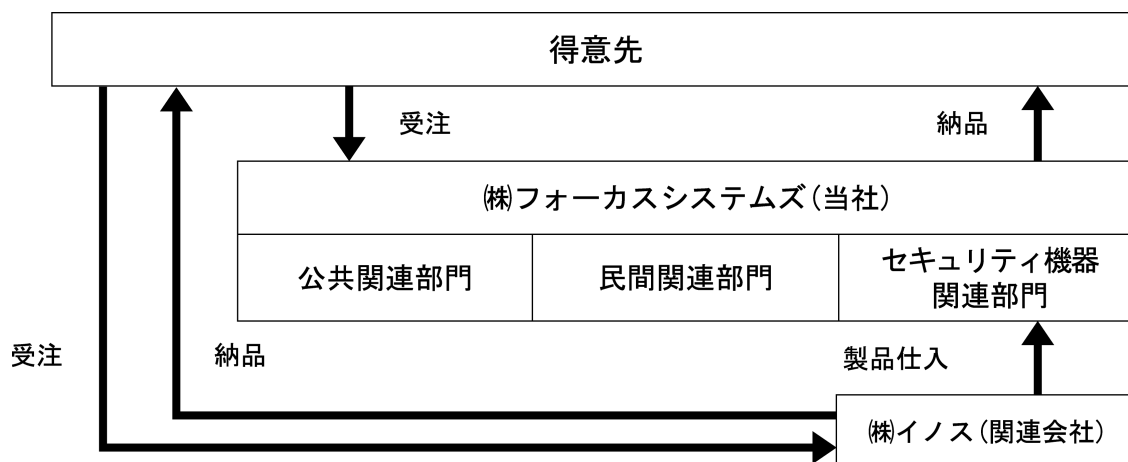 得意先
受注
納品
㈱フォーカスシステムズ(当社)
公共関連部門
民間関連部門
セキュリティ機器
関連部門
受注
納品
製品仕入
㈱イノス(関連会社)